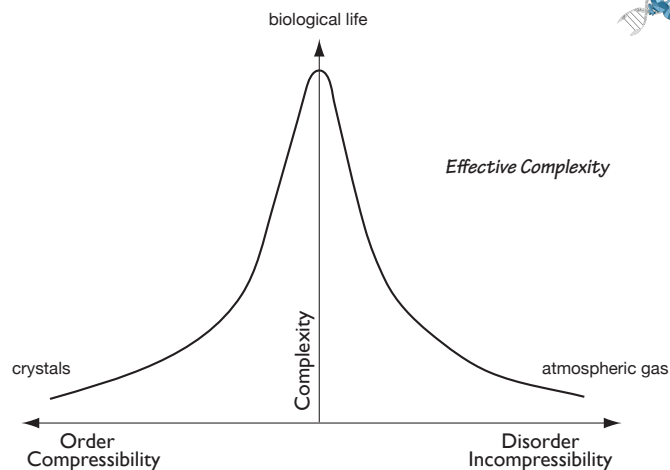 biological life
Effective Complexity
Complexity
crystals
atmospheric gas
Order
Compressibility
Disorder
Incompressibility